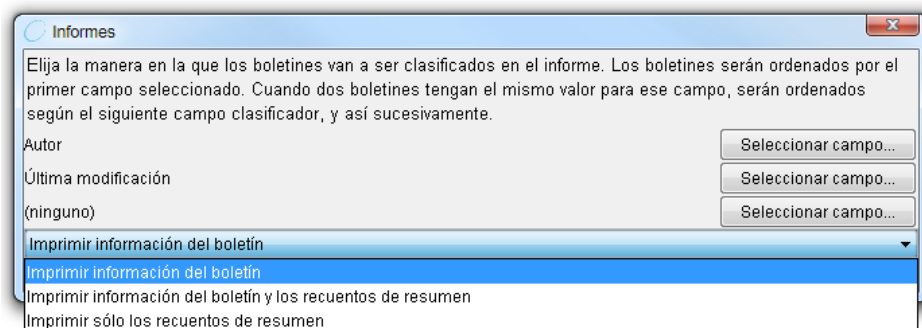 Informes
Elija la manera en la que los boletines van a ser clasificados en el informe. Los boletines serán ordenados por el
primer campo seleccionado. Cuando dos boletines tengan el mismo valor para ese campo, serán ordenados
según el siguiente campo clasificador, y así sucesivamente.
Autor Seleccionar campo...
Última modificación Seleccionar campo...
(ninguno) Seleccionar campo...
Imprimir información del boletín
Imprimir información del boletín
Imprimir información del boletín y los recuentos de resumen
Imprimir sólo los recuentos de resumen